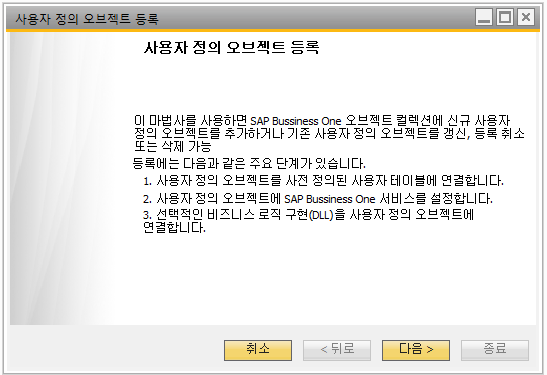 사용자 정의 오브젝트 등록
사용자 정의 오브젝트 등록
이 마법사를 사용하면 SAP Bussiness One 오브젝트 컬렉션에 신규 사용자
정의 오브젝트를 추가하거나 기존 사용자 정의 오브젝트를 갱신, 등록 취소
또는 삭제 가능
등록에는 다음과 같은 주요 단계가 있습니다.
1. 사용자 정의 오브젝트를 사전 정의된 사용자 테이블에 연결합니다.
2. 사용자 정의 오브젝트에 SAP Bussiness One 서비스를 설정합니다.
3. 선택적인 비즈니스 로직 구현(DLL)을 사용자 정의 오브젝트에
연결합니다.
취소 < 뒤로 다음 > 종료